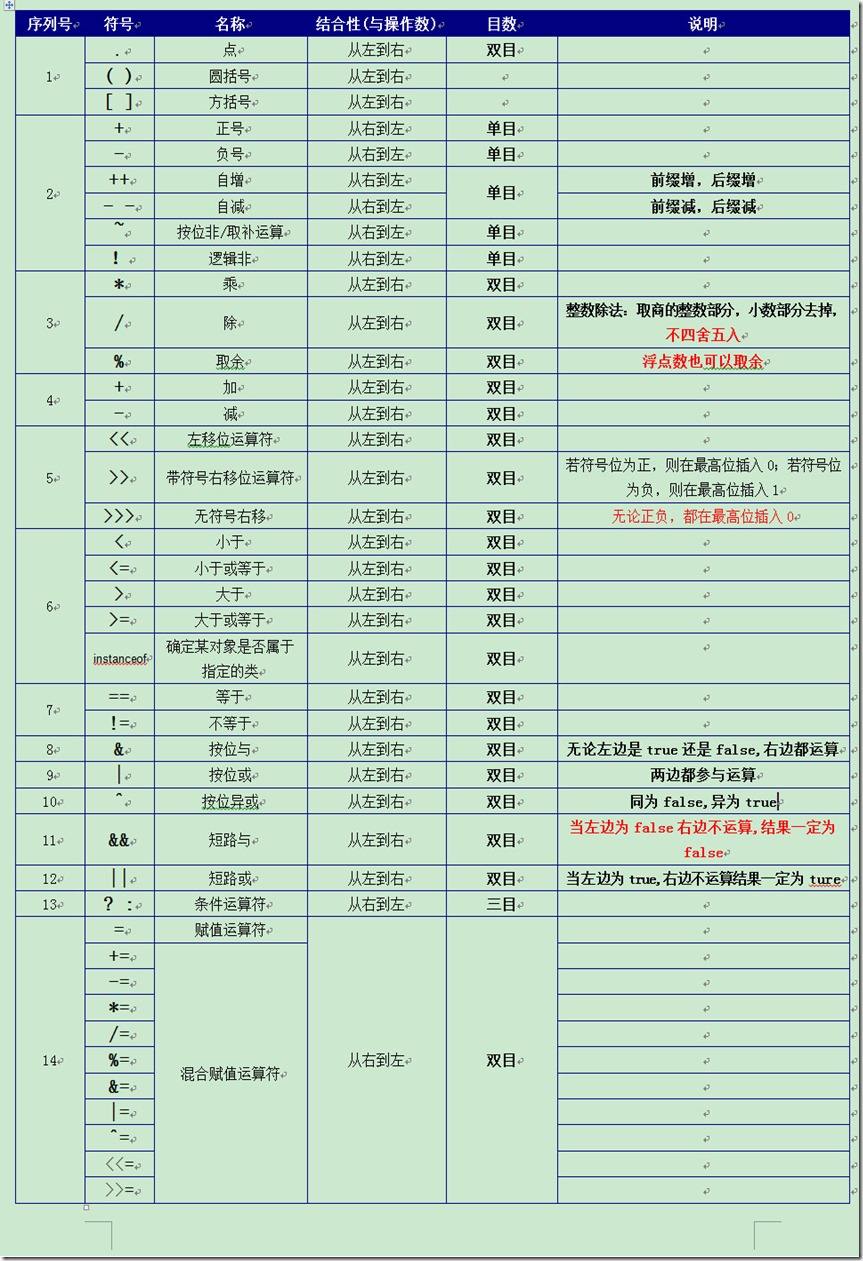 序列号 符号 名称 结合性(与操作数) 目数 说明
1 . 点 从左到右 双目
( ) 圆括号 从左到右
[ ] 方括号 从左到右
2 + 正号 从右到左 单目
− 负号 从右到左 单目
++ 自增 从右到左 单目 前缀增，后缀增
− − 自减 从右到左 前缀减，后缀减
~ 按位非/取补运算 从右到左 单目
! 逻辑非 从右到左 单目
3 * 乘 从左到右 双目
/ 除 从左到右 双目 整数除法：取商的整数部分，小数部分去掉，
不四舍五入
% 取余 从左到右 双目 浮点数也可以取余
4 + 加 从左到右 双目
− 减 从左到右 双目
5 << 左移位运算符 从左到右 双目
>> 带符号右移位运算符 从左到右 双目 若符号位为正，则在最高位插入 0；若符号位
为负，则在最高位插入 1
>>> 无符号右移 从左到右 双目 无论正负，都在最高位插入 0
6 < 小于 从左到右 双目
<= 小于或等于 从左到右 双目
> 大于 从左到右 双目
>= 大于或等于 从左到右 双目
instanceof 确定某对象是否属于
指定的类 从左到右 双目
7 == 等于 从左到右 双目
!= 不等于 从左到右 双目
8 & 按位与 从左到右 双目 无论左边是 true 还是 false,右边都运算
9 | 按位或 从左到右 双目 两边都参与运算
10 ^ 按位异或 从左到右 双目 同为 false,异为 true
11 && 短路与 从左到右 双目 当左边为 false 右边不运算,结果一定为
false
12 || 短路或 从左到右 双目 当左边为 true,右边不运算结果一定为 ture
13 ? : 条件运算符 从右到左 三目
14 = 赋值运算符 从右到左 双目
+= 混合赋值运算符
−=
*=
/=
%=
&=
|=
^=
<<=
>>=